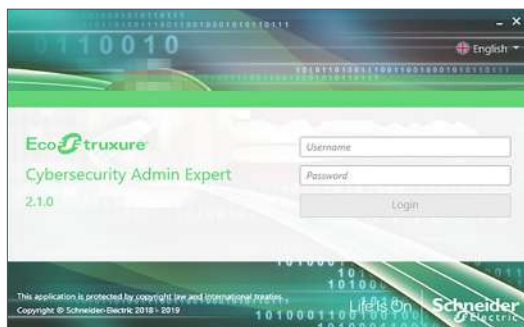 110010
English
EcoStruxure
Cybersecurity Admin Expert
2.1.0
Username
Password
Login
This application is protected by copyright law and international treaties.
Copyright © Schneider-Electric 2018 - 2019
Life Is On
Schneider
Electric